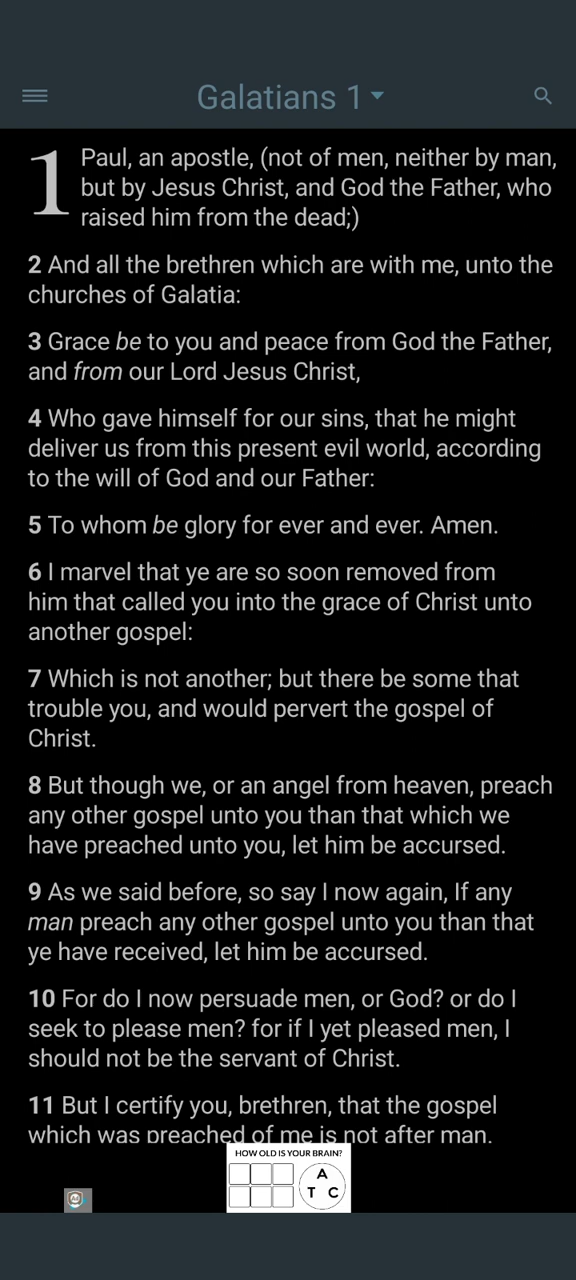 Galatians 1
1 Paul, an apostle, (not of men, neither by man,
but by Jesus Christ, and God the Father, who
raised him from the dead;)
2 And all the brethren which are with me, unto the
churches of Galatia:
3 Grace be to you and peace from God the Father,
and from our Lord Jesus Christ,
4 Who gave himself for our sins, that he might
deliver us from this present evil world, according
to the will of God and our Father:
5 To whom be glory for ever and ever. Amen.
6 I marvel that ye are so soon removed from
him that called you into the grace of Christ unto
another gospel:
7 Which is not another; but there be some that
trouble you, and would pervert the gospel of
Christ.
8 But though we, or an angel from heaven, preach
any other gospel unto you than that which we
have preached unto you, let him be accursed.
9 As we said before, so say I now again, If any
man preach any other gospel unto you than that
ye have received, let him be accursed.
10 For do I now persuade men, or God? or do I
seek to please men? for if I yet pleased men, I
should not be the servant of Christ.
11 But I certify you, brethren, that the gospel
which was preached of me is not after man.
HOW OLD IS YOUR BRAIN?
A
T C
Ad